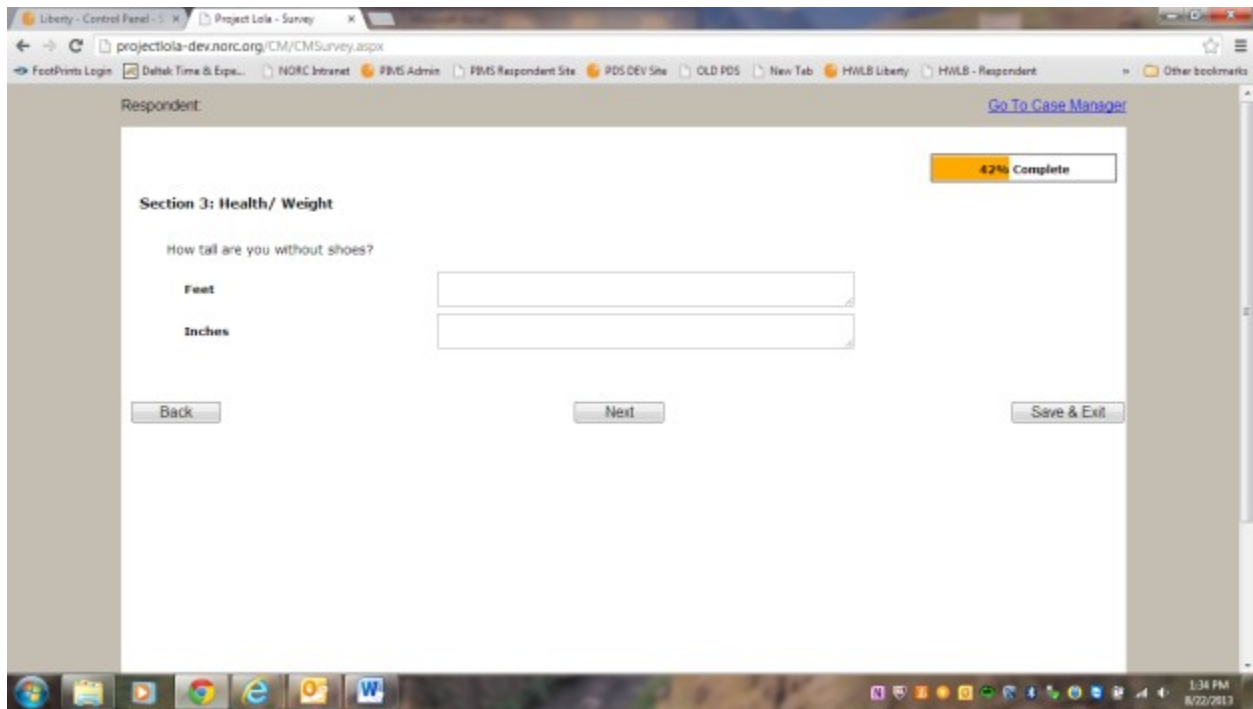 Liberty - Control Panel - S
Project Lola - Survey
projectlola-dev.norc.org/CM/CMSurvey.aspx
FootPrints Login Deltek Time & Expe... NORC Intranet PIMS Admin PIMS Respondent Site PDS DEV Site OLD PDS New Tab HWLB Liberty HWLB - Respondent » Other bookmarks
Respondent: Go To Case Manager
42% Complete
Section 3: Health/ Weight
How tall are you without shoes?
Feet
Inches
Back Next Save & Exit
1:34 PM
8/22/2013